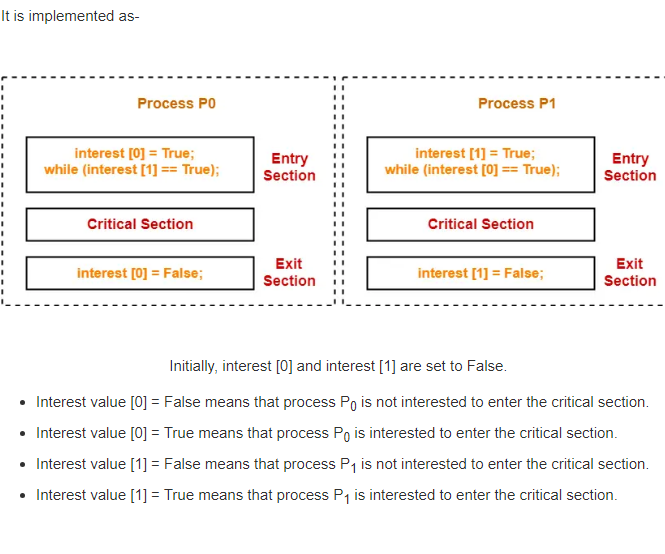 It is implemented as-
Process P0
interest [0] = True;
while (interest [1] == True);
Entry
Section
Critical Section
interest [0] = False;
Exit
Section
Process P1
interest [1] = True;
while (interest [0] == True);
Entry
Section
Critical Section
interest [1] = False;
Exit
Section
Initially, interest [0] and interest [1] are set to False.
• Interest value [0] = False means that process P₀ is not interested to enter the critical section.
• Interest value [0] = True means that process P₀ is interested to enter the critical section.
• Interest value [1] = False means that process P₁ is not interested to enter the critical section.
• Interest value [1] = True means that process P₁ is interested to enter the critical section.